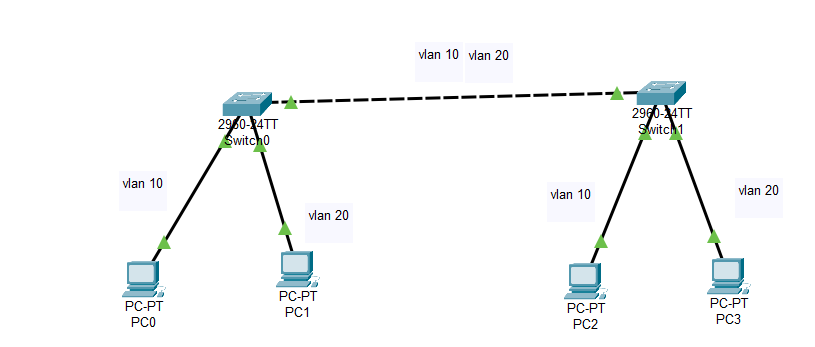 vlan 10 vlan 20
2960-24TT
Switch0
2960-24TT
Switch1
vlan 10
vlan 20
vlan 10
vlan 20
PC-PT
PC0
PC-PT
PC1
PC-PT
PC2
PC-PT
PC3